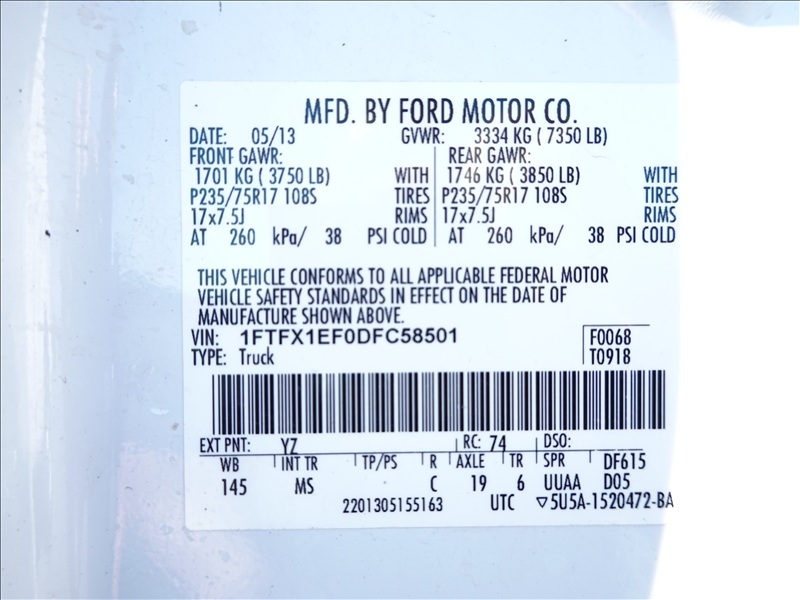 MFD. BY FORD MOTOR CO.
DATE: 05/13 GVWR: 3334 KG ( 7350 LB)
FRONT GAWR: REAR GAWR:
1701 KG ( 3750 LB) WITH 1746 KG ( 3850 LB) WITH
P235/75R17 108S TIRES P235/75R17 108S TIRES
17x7.5J RIMS 17x7.5J RIMS
AT 260 kPa/ 38 PSI COLD AT 260 kPa/ 38 PSI COLD
THIS VEHICLE CONFORMS TO ALL APPLICABLE FEDERAL MOTOR
VEHICLE SAFETY STANDARDS IN EFFECT ON THE DATE OF
MANUFACTURE SHOWN ABOVE.
VIN: 1FTFX1EF0DFC58501 F0068
TYPE: Truck T0918
EXT PNT: YZ RC: 74 DSO:
WB INT TR TP/PS R AXLE TR SPR DF615
145 MS C 19 6 UUAA D05
2201305155163 UTC ▽5U5A-1520472-BA